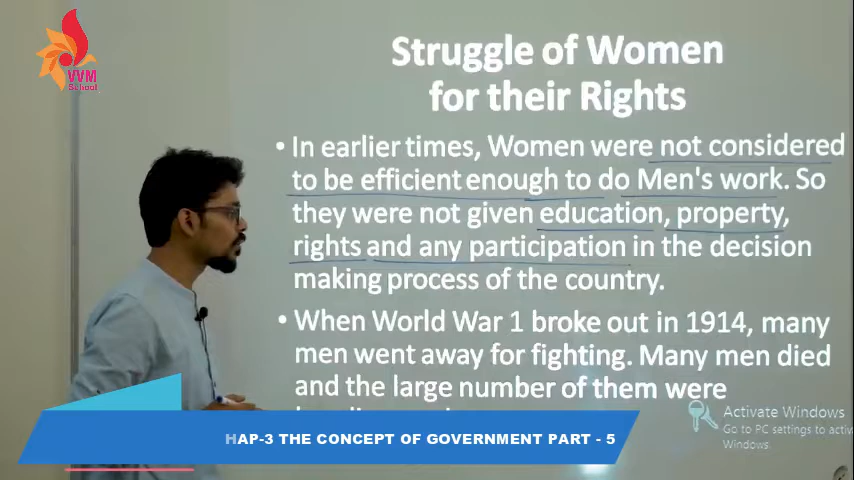 VVM
School
Struggle of Women
for their Rights
• In earlier times, Women were not considered
to be efficient enough to do Men's work. So
they were not given education, property,
rights and any participation in the decision
making process of the country.
• When World War 1 broke out in 1914, many
men went away for fighting. Many men died
and the large number of them were
HAP-3 THE CONCEPT OF GOVERNMENT PART - 5
Activate Windows
Go to PC settings to activa
Windows.